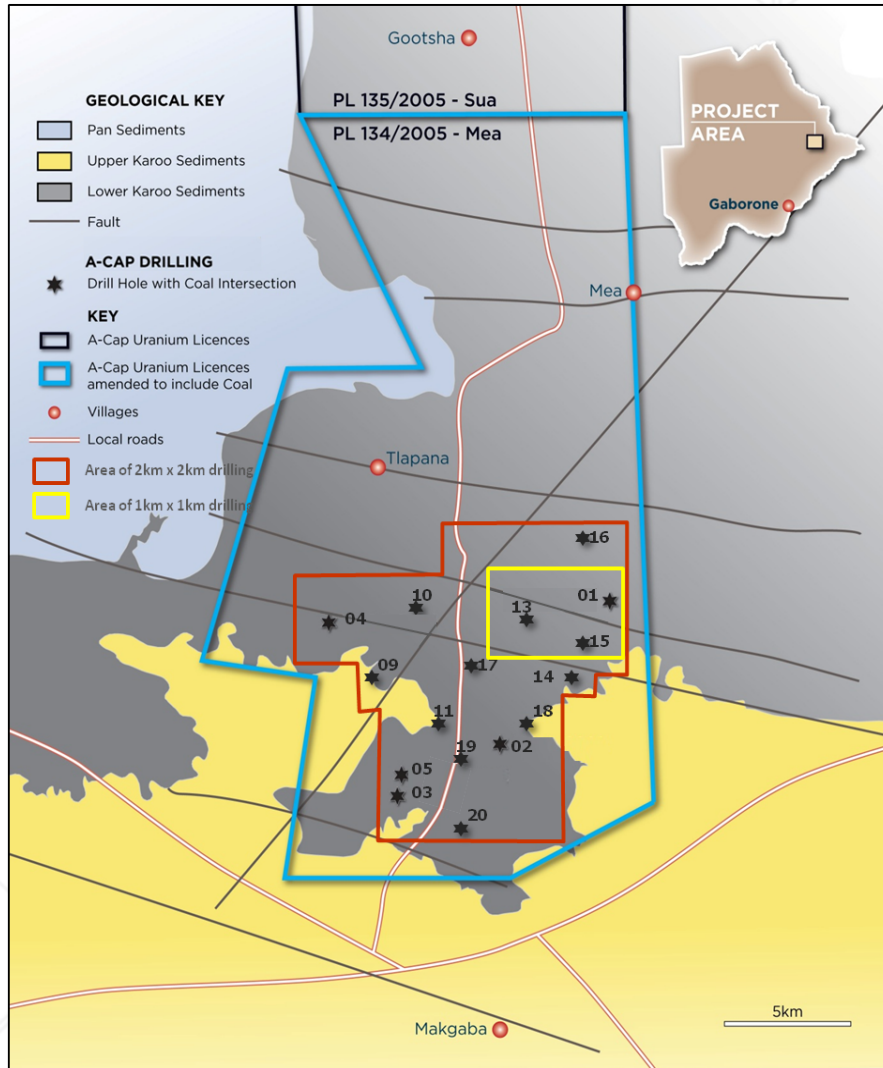 Gootsha
PL 135/2005 - Sua
PL 134/2005 - Mea
GEOLOGICAL KEY
Pan Sediments
Upper Karoo Sediments
Lower Karoo Sediments
Fault
A-CAP DRILLING
Drill Hole with Coal Intersection
KEY
A-Cap Uranium Licences
A-Cap Uranium Licences
amended to include Coal
Villages
Local roads
Area of 2km x 2km drilling
Area of 1km x 1km drilling
PROJECT
AREA
Gaborone
Mea
Tlapana
16
10
01
13
04
15
17
09
14
11
18
02
19
05
03
20
Makgaba
5km